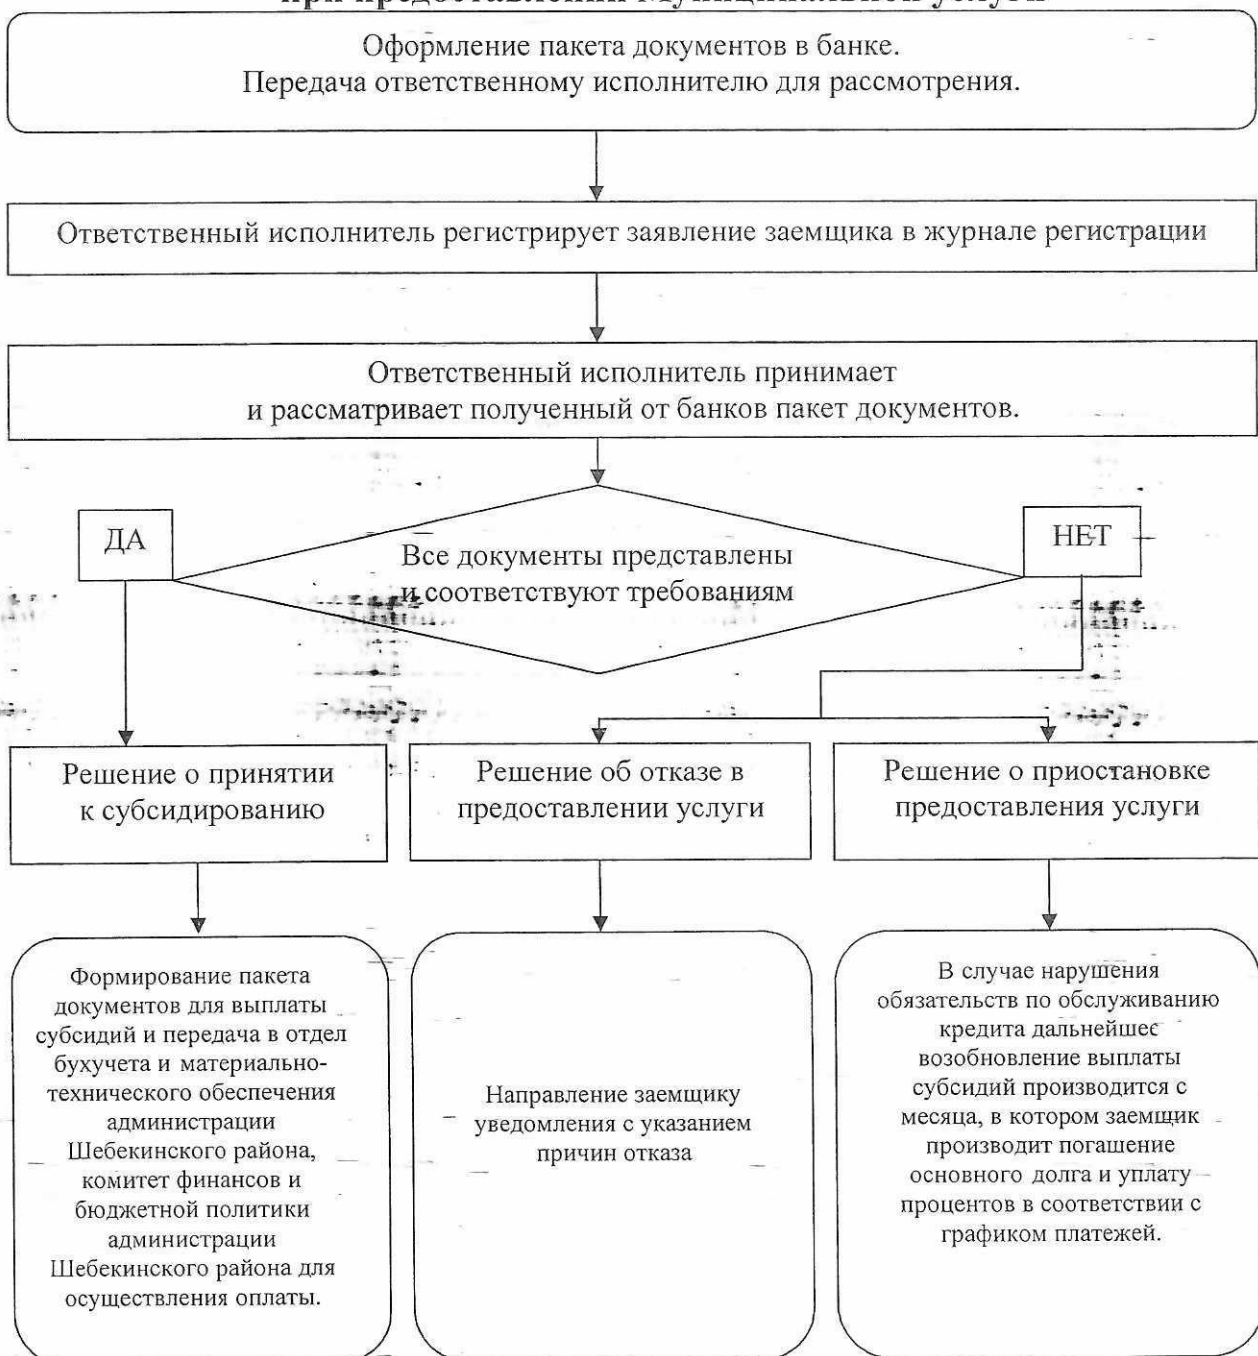 при предоставлении муниципальной услуги
Оформление пакета документов в банке.
Передача ответственному исполнителю для рассмотрения.
Ответственный исполнитель регистрирует заявление заемщика в журнале регистрации
Ответственный исполнитель принимает
и рассматривает полученный от банков пакет документов.
ДА
Все документы представлены
и соответствуют требованиям
НЕТ
Решение о принятии
к субсидированию
Решение об отказе в
предоставлении услуги
Решение о приостановке
предоставления услуги
Формирование пакета
документов для выплаты
субсидий и передача в отдел
бухучета и материально-
технического обеспечения
администрации
Шебекинского района,
комитет финансов и
бюджетной политики
администрации
Шебекинского района для
осуществления оплаты.
Направление заемщику
уведомления с указанием
причин отказа
В случае нарушения
обязательств по обслуживанию
кредита дальнейшее
возобновление выплаты
субсидий производится с
месяца, в котором заемщик
производит погашение
основного долга и уплату
процентов в соответствии с
графиком платежей.